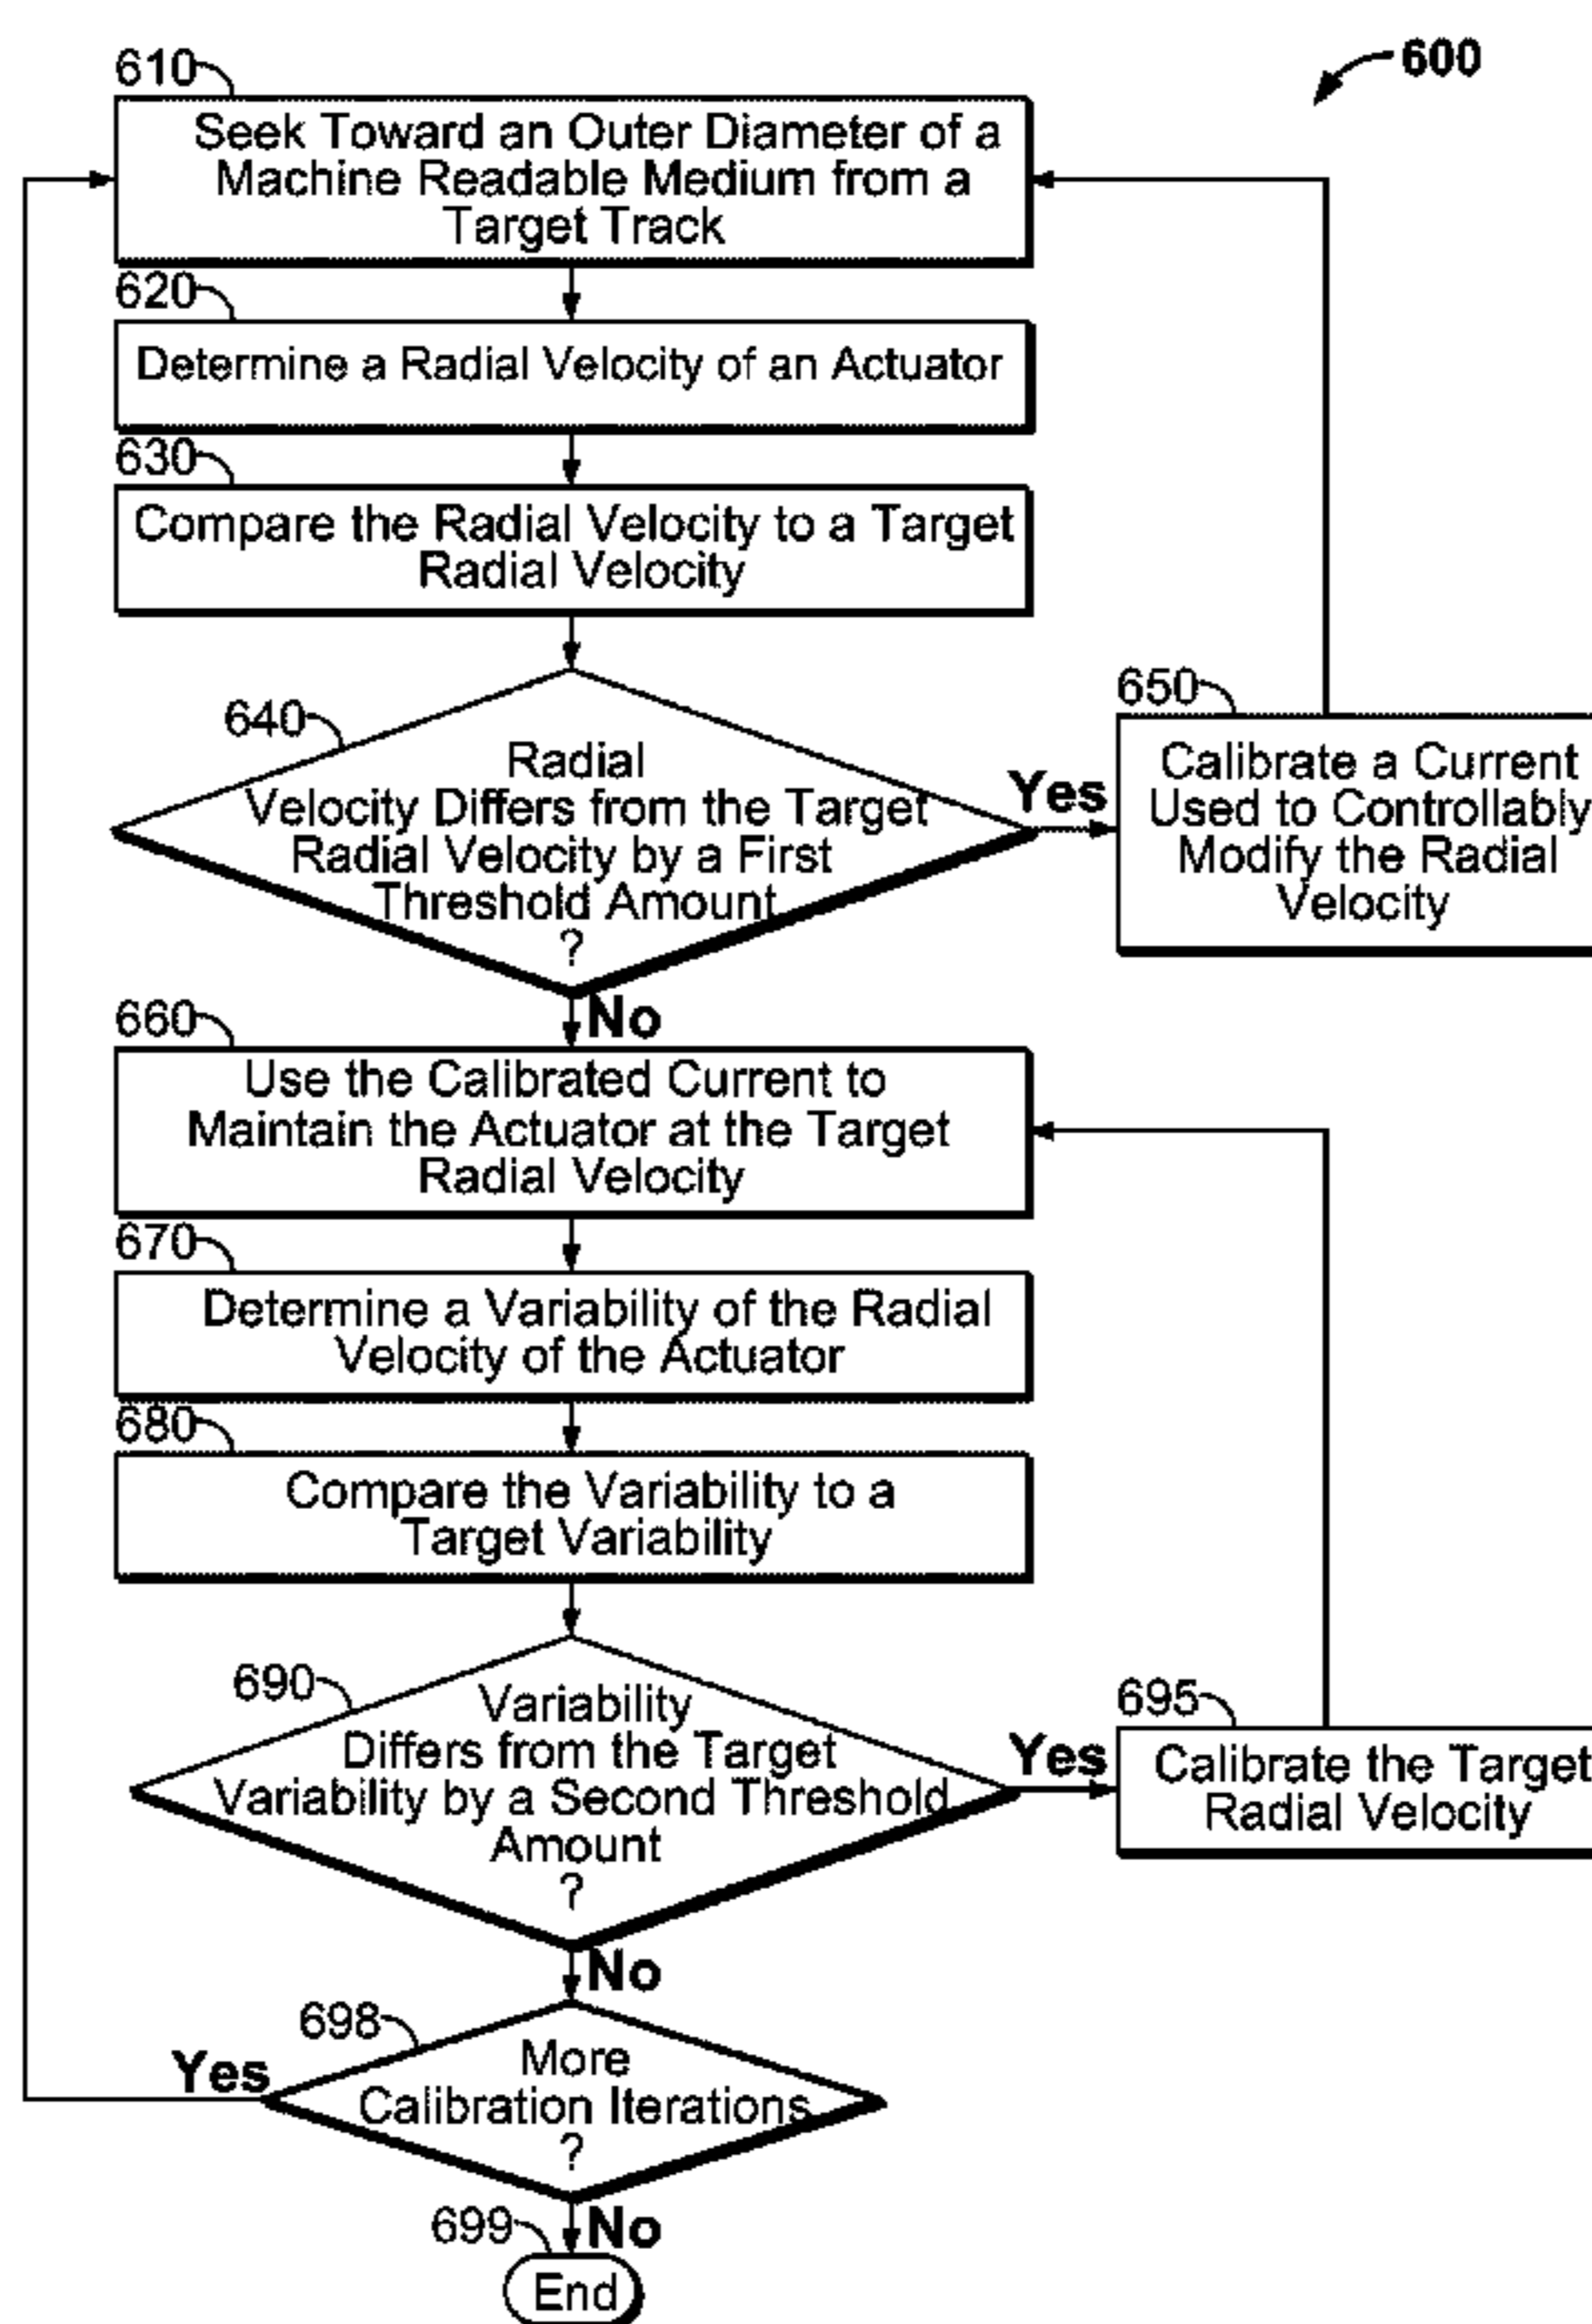 600
610
Seek Toward an Outer Diameter of a
Machine Readable Medium from a
Target Track
620
Determine a Radial Velocity of an Actuator
630
Compare the Radial Velocity to a Target
Radial Velocity
640
Radial
Velocity Differs from the Target
Radial Velocity by a First
Threshold Amount
?
Yes
650
Calibrate a Current
Used to Controllably
Modify the Radial
Velocity
No
660
Use the Calibrated Current to
Maintain the Actuator at the Target
Radial Velocity
670
Determine a Variability of the Radial
Velocity of the Actuator
680
Compare the Variability to a
Target Variability
690
Variability
Differs from the Target
Variability by a Second Threshold
Amount
?
Yes
695
Calibrate the Target
Radial Velocity
No
698
More
Calibration Iterations
?
Yes
No
699
End